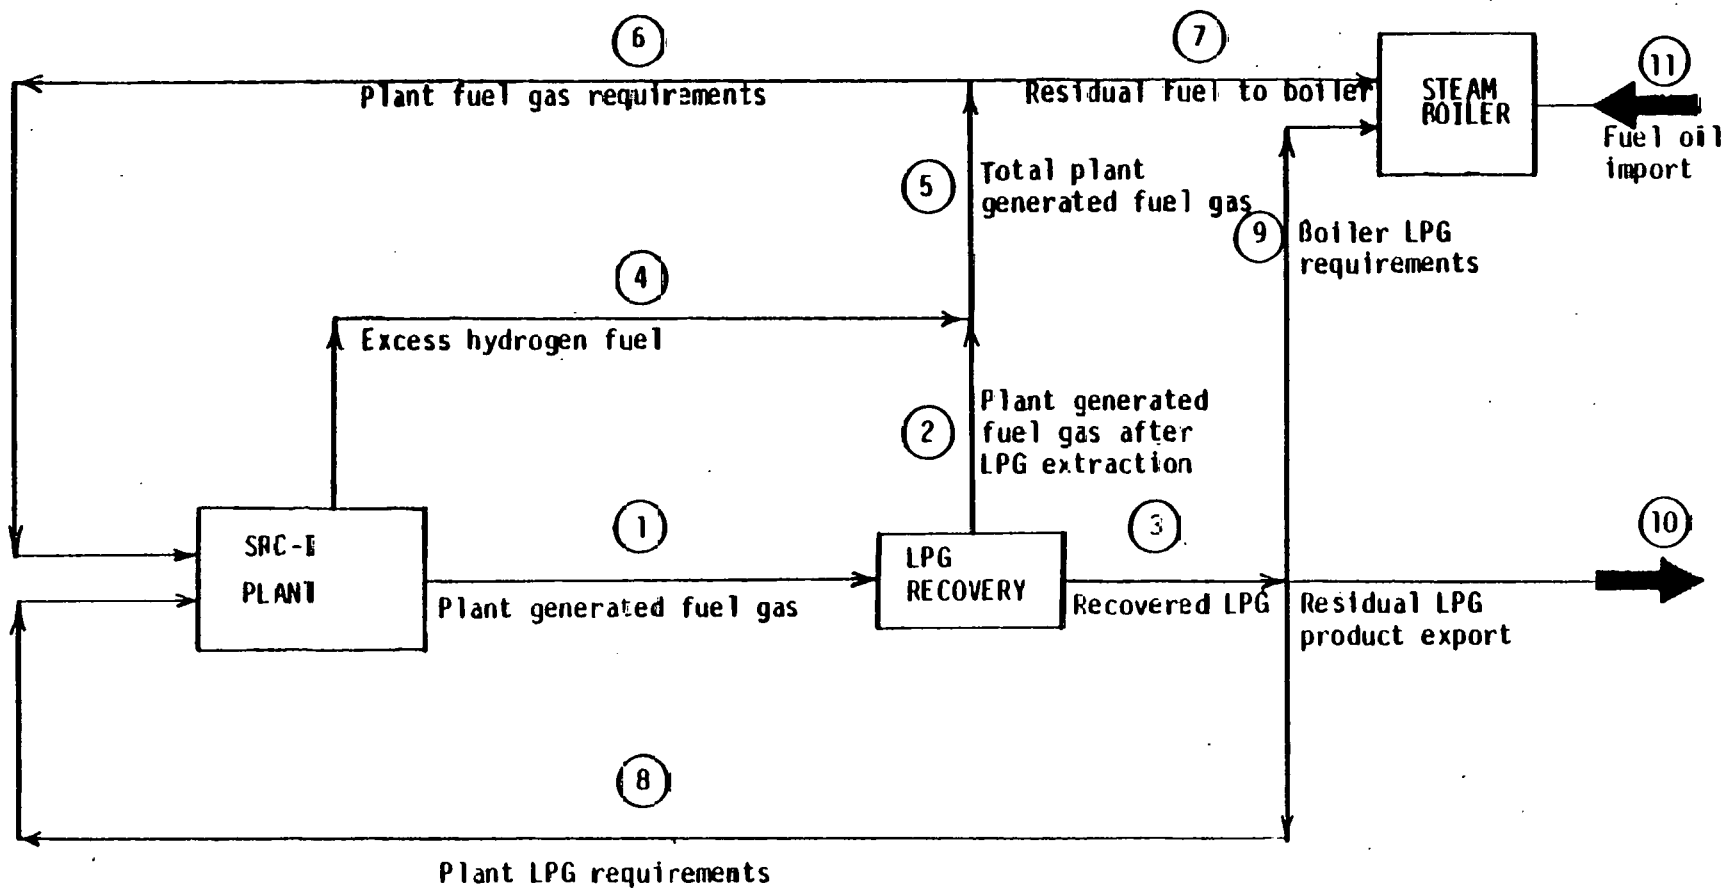 6
Plant fuel gas requirements
7
Residual fuel to boiler
STEAM
BOILER
11
Fuel oil
import
5
Total plant
generated fuel gas
9
Boiler LPG
requirements
4
Excess hydrogen fuel
2
Plant generated
fuel gas after
LPG extraction
SRC-I
PLANT
1
Plant generated fuel gas
LPG
RECOVERY
3
Recovered LPG
10
Residual LPG
product export
8
Plant LPG requirements